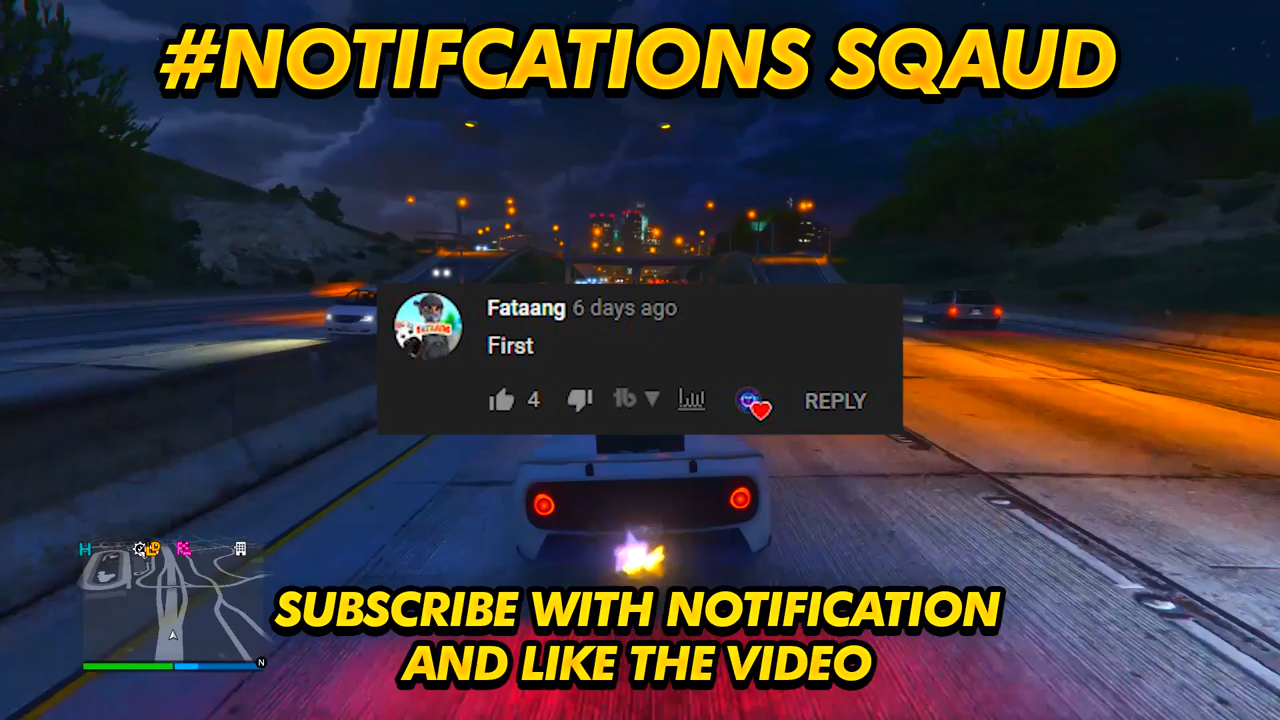 #NOTIFCATIONS SQAUD
Fataang 6 days ago
First
4
REPLY
H
N
SUBSCRIBE WITH NOTIFICATION
AND LIKE THE VIDEO